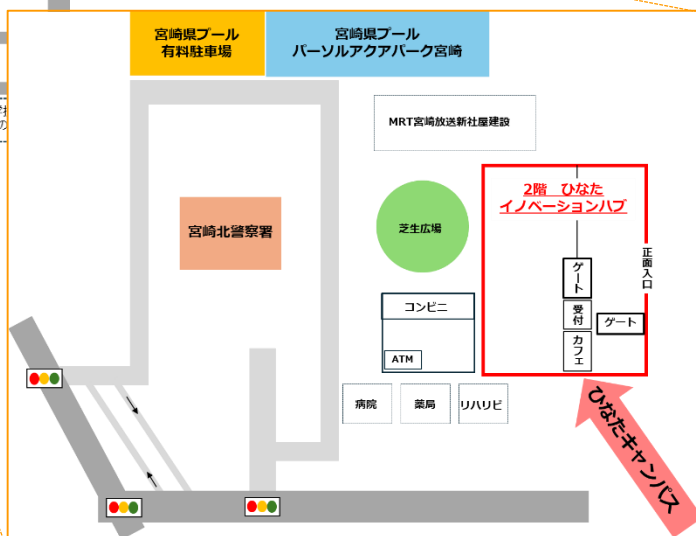 宮崎県プール
有料駐車場
宮崎県プール
パーソルアクアパーク宮崎
MRT宮崎放送新社屋建設
2階 ひなた
イノベーションハブ
宮崎北警察署
芝生広場
正面入口
ゲート
受付
カフェ
ゲート
コンビニ
ATM
病院
薬局
リハリビ
ひなたキャンパス